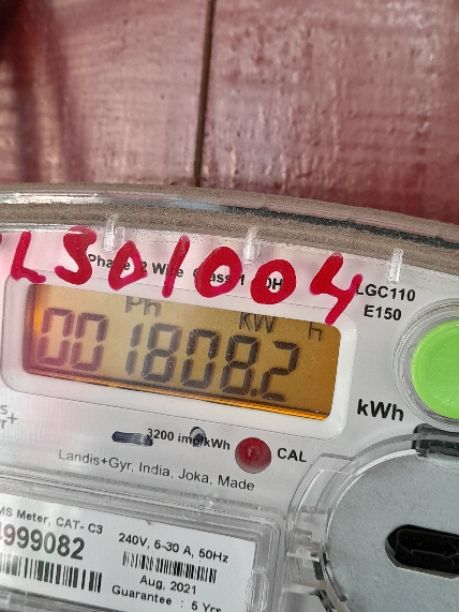 LSD1004
Phase 2 Wire Class 1
LGC110
E150
Ph kW h
001808.2
kWh
3200 imp/kWh
CAL
Landis+Gyr, India, Joka, Made
MS Meter, CAT- C3
999082
240V, 5-30 A, 50Hz
Aug, 2021
Guarantee : 5 Yrs